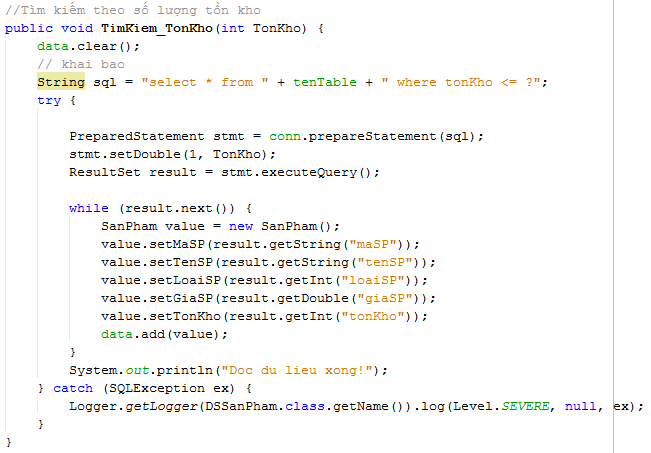 //Tìm kiếm theo số lượng tồn kho
public void TimKiem_TonKho(int TonKho) {
    data.clear();
    // khai bao
    String sql = "select * from " + tenTable + " where tonKho <= ?";
    try {

        PreparedStatement stmt = conn.prepareStatement(sql);
        stmt.setDouble(1, TonKho);
        ResultSet result = stmt.executeQuery();

        while (result.next()) {
            SanPham value = new SanPham();
            value.setMaSP(result.getString("maSP"));
            value.setTenSP(result.getString("tenSP"));
            value.setLoaiSP(result.getInt("loaiSP"));
            value.setGiaSP(result.getDouble("giaSP"));
            value.setTonKho(result.getInt("tonKho"));
            data.add(value);
        }
        System.out.println("Doc du lieu xong!");
    } catch (SQLException ex) {
        Logger.getLogger(DSSanPham.class.getName()).log(Level.SEVERE, null, ex);
    }
}